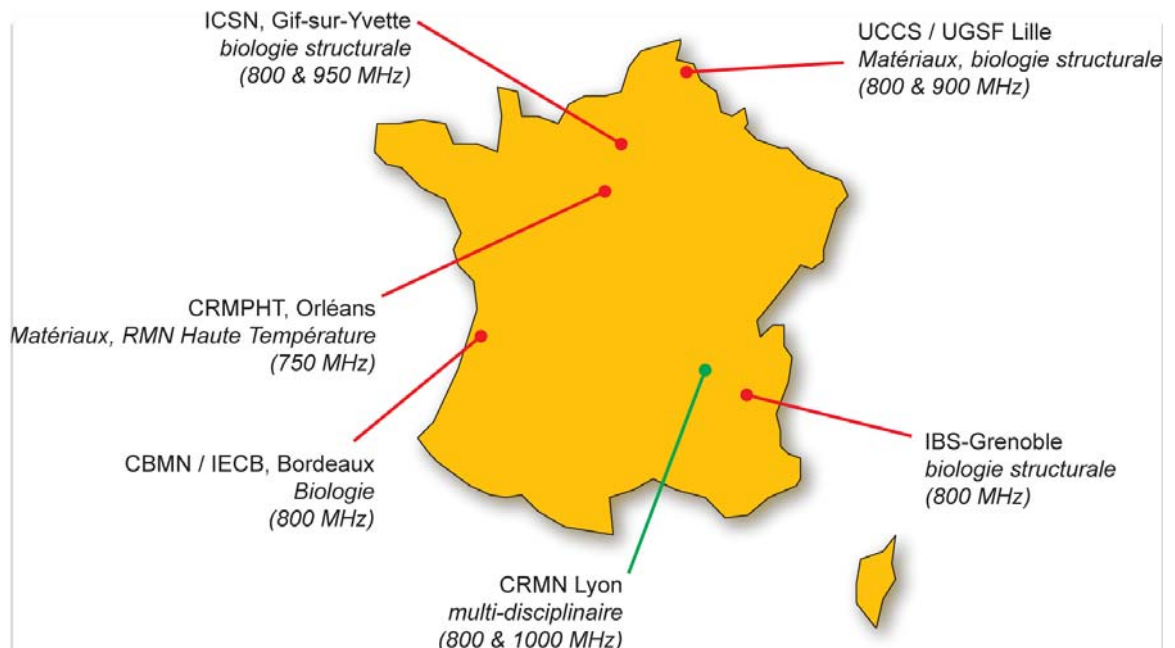 ICSN, Gif-sur-Yvette
biologie structurale
(800 & 950 MHz)
UCCS / UGSF Lille
Matériaux, biologie structurale
(800 & 900 MHz)
CRMPHT, Orléans
Matériaux, RMN Haute Température
(750 MHz)
CBMN / IECB, Bordeaux
Biologie
(800 MHz)
IBS-Grenoble
biologie structurale
(800 MHz)
CRMN Lyon
multi-disciplinaire
(800 & 1000 MHz)